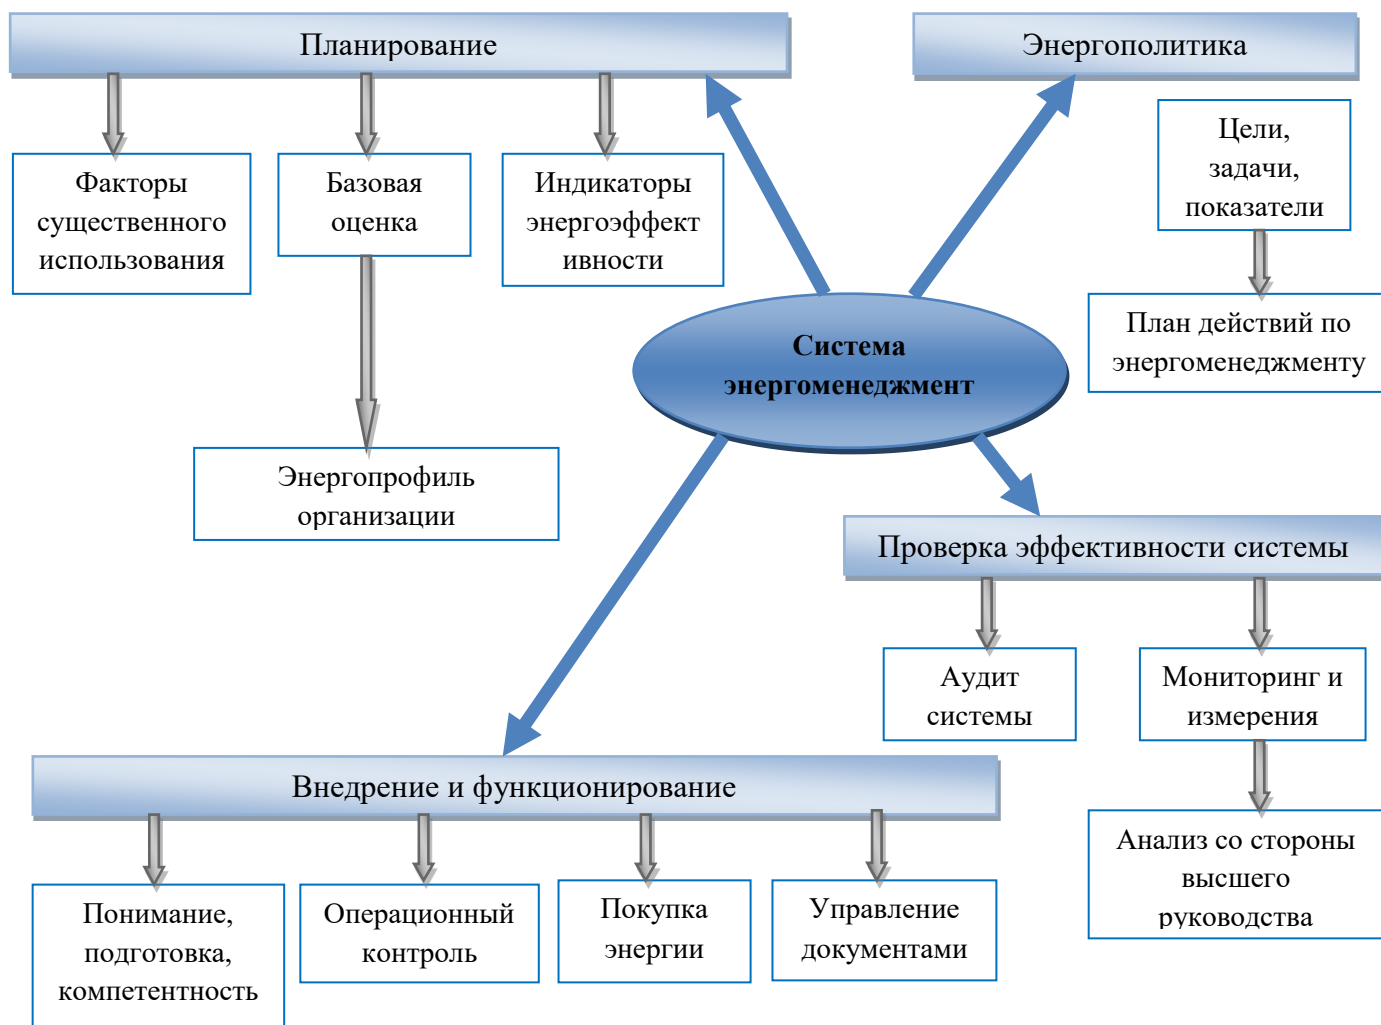 Планирование
Энергополитика
Факторы
существенного
использования
Базовая
оценка
Индикаторы
энергоэффект
ивности
Цели,
задачи,
показатели
План действий по
энергоменеджменту
Система
энергоменеджмент
Энергопрофиль
организации
Проверка эффективности системы
Аудит
системы
Мониторинг и
измерения
Анализ со стороны
высшего
руководства
Внедрение и функционирование
Понимание,
подготовка,
компетентность
Операционный
контроль
Покупка
энергии
Управление
документами